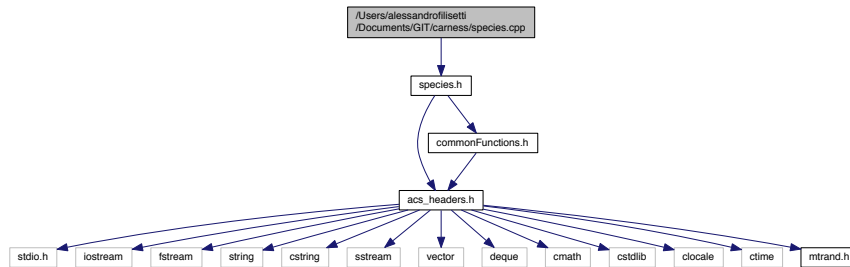 /Users/alessandrofilisetti
/Documents/GIT/carness/species.cpp
species.h
commonFunctions.h
acs_headers.h
stdio.h
iostream
fstream
string
cstring
sstream
vector
deque
cmath
cstdlib
clocale
ctime
mtrand.h